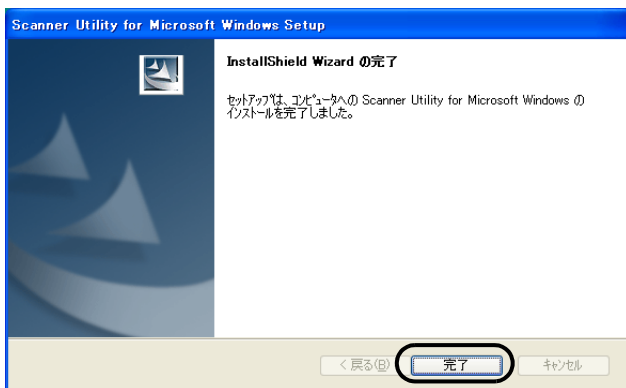 Scanner Utility for Microsoft Windows Setup
InstallShield Wizard の完了
セットアップは、コンピュータへの Scanner Utility for Microsoft Windows の
インストールを完了しました。
< 戻る(B)
完了
キャンセル